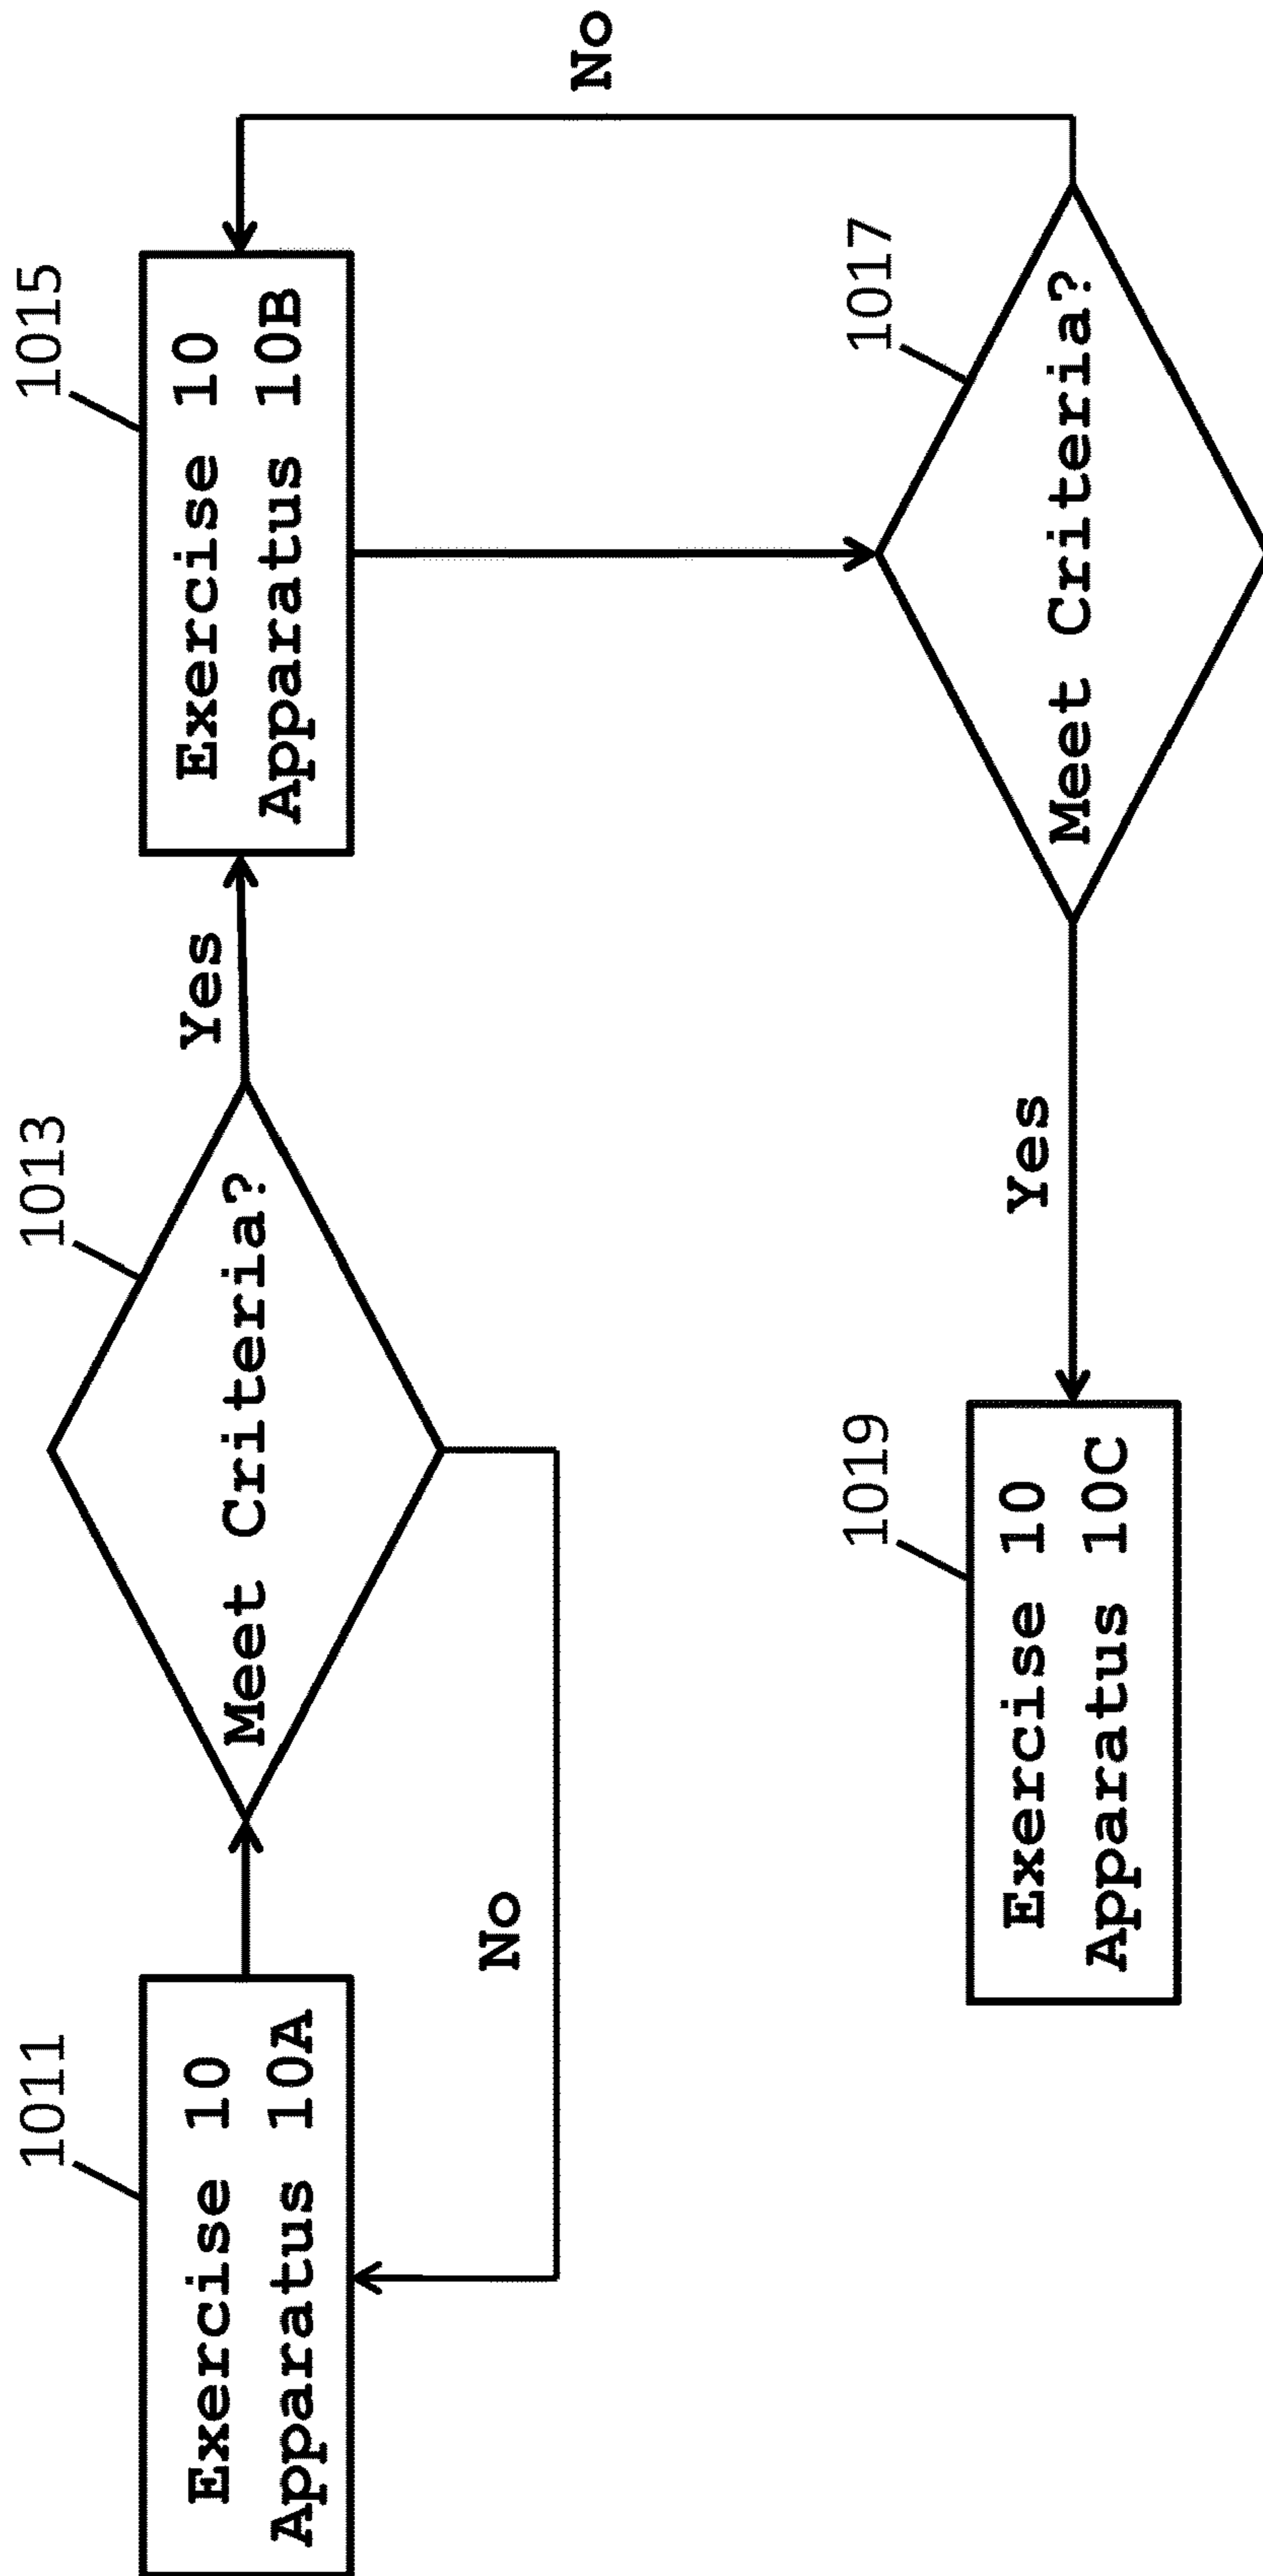 1011
Exercise 10
Apparatus 10A
1013
Meet Criteria?
Yes
No
1015
Exercise 10
Apparatus 10B
1017
Meet Criteria?
No
Yes
1019
Exercise 10
Apparatus 10C